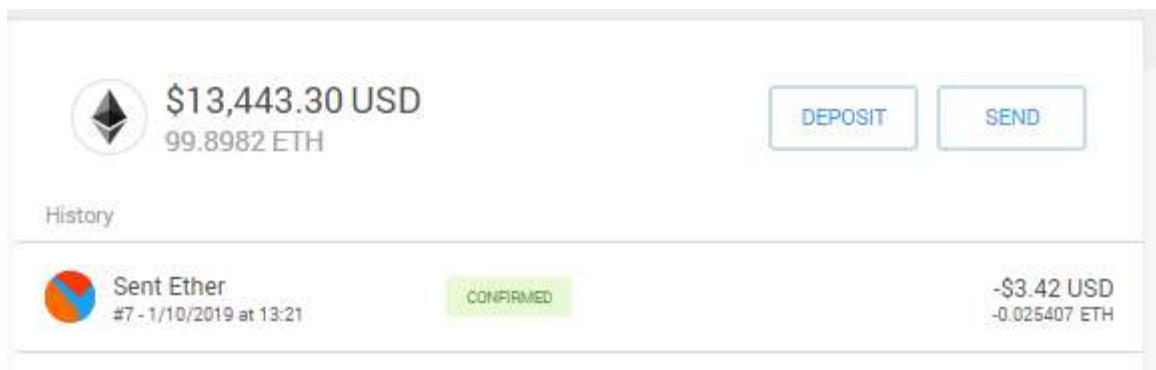 $13,443.30 USD
99.8982 ETH
DEPOSIT
SEND
History
Sent Ether
#7 - 1/10/2019 at 13:21
CONFIRMED
-$3.42 USD
-0.025407 ETH